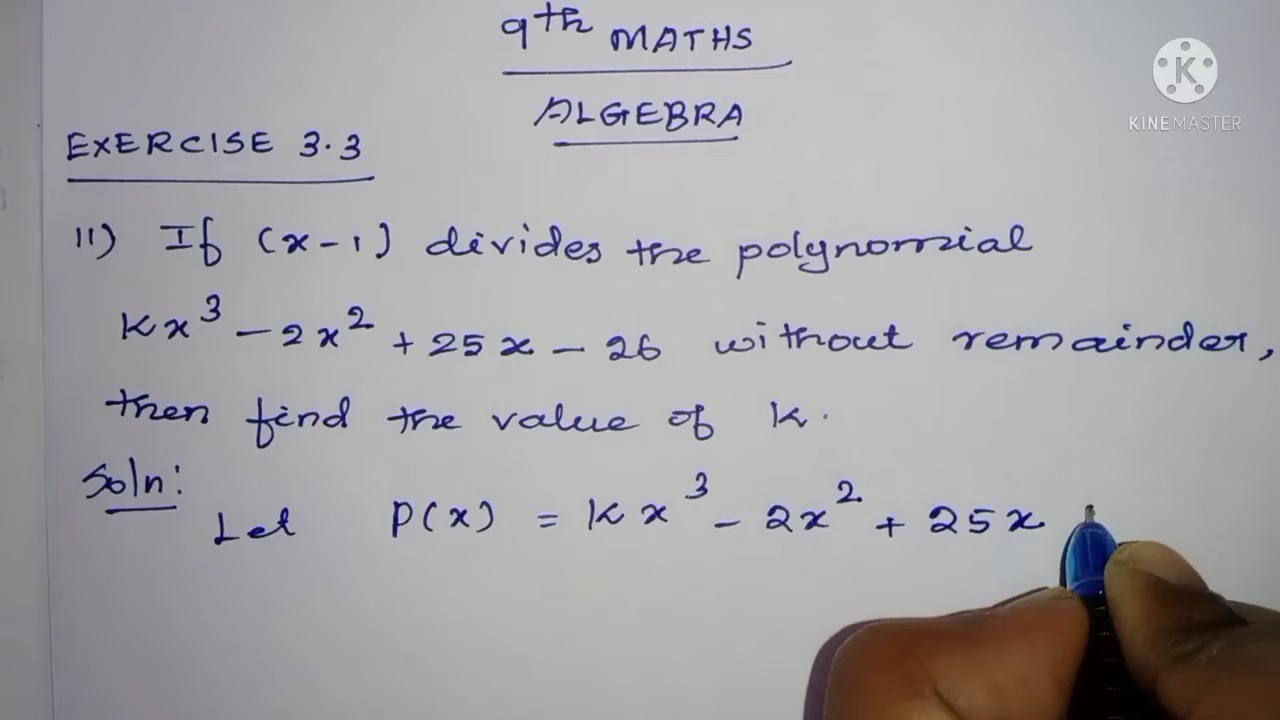 9th MATHS
ALGEBRA
K
KINEMASTER
EXERCISE 3.3
11) If (x-1) divides the polynomial
Kx³ - 2x² + 25x - 26 without remainder,
then find the value of K.
Soln:
Let P(x) = Kx³ - 2x² + 25x